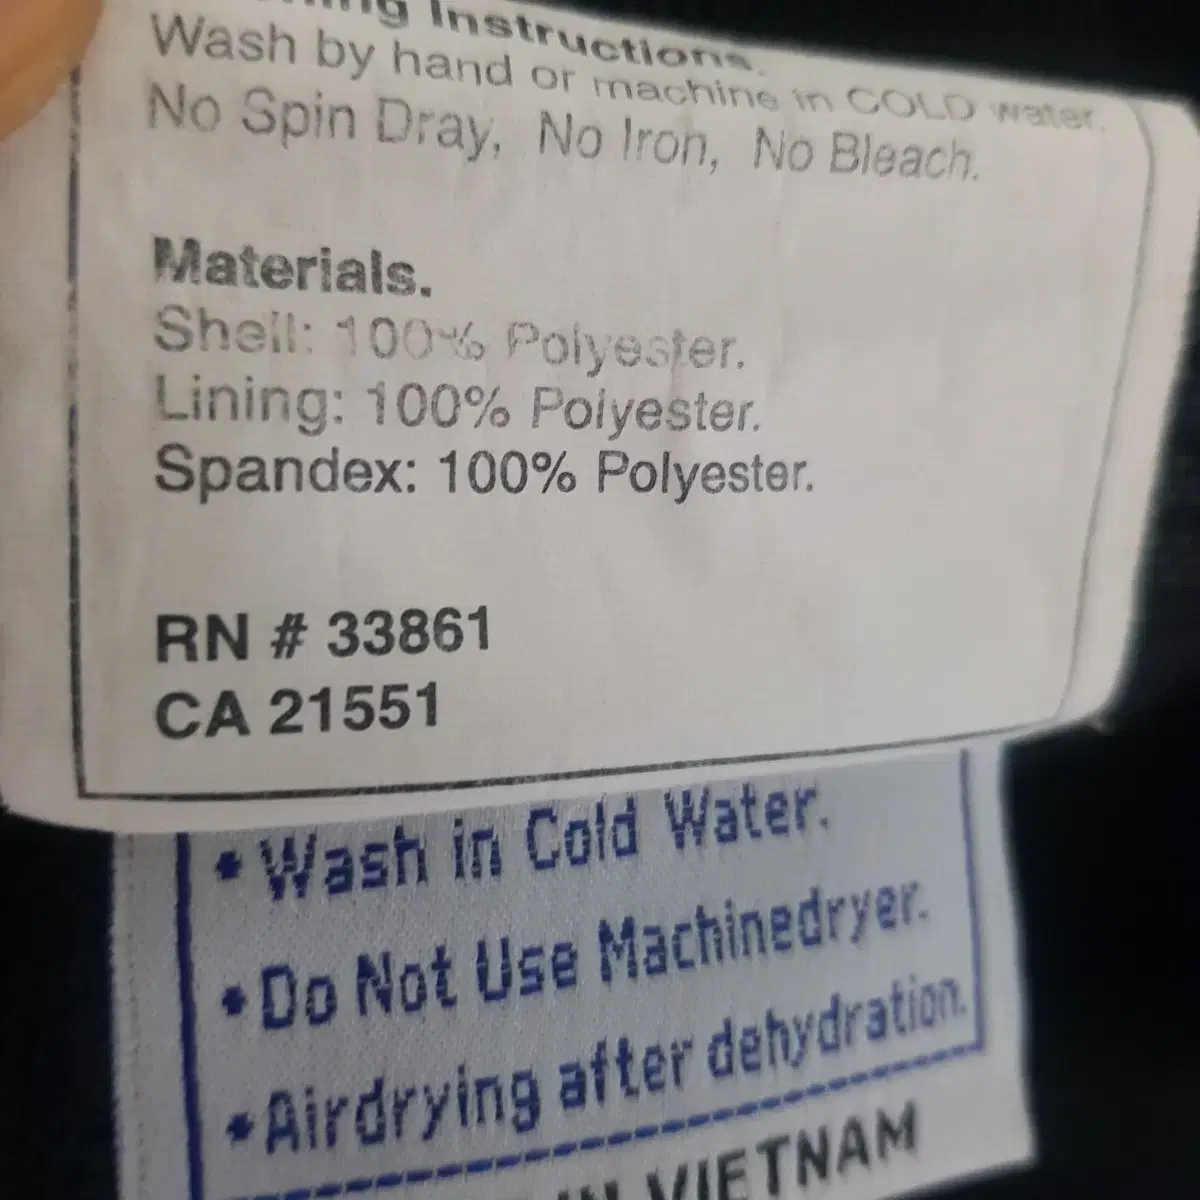 Instructions.
Wash by hand or machine in COLD water.
No Spin Dray, No Iron, No Bleach.
Materials.
Shell: 100% Polyester.
Lining: 100% Polyester.
Spandex: 100% Polyester.
RN # 33861
CA 21551
• Wash in Cold Water.
• Do Not Use Machinedryer.
• Airdrying after dehydration.
IN VIETNAM